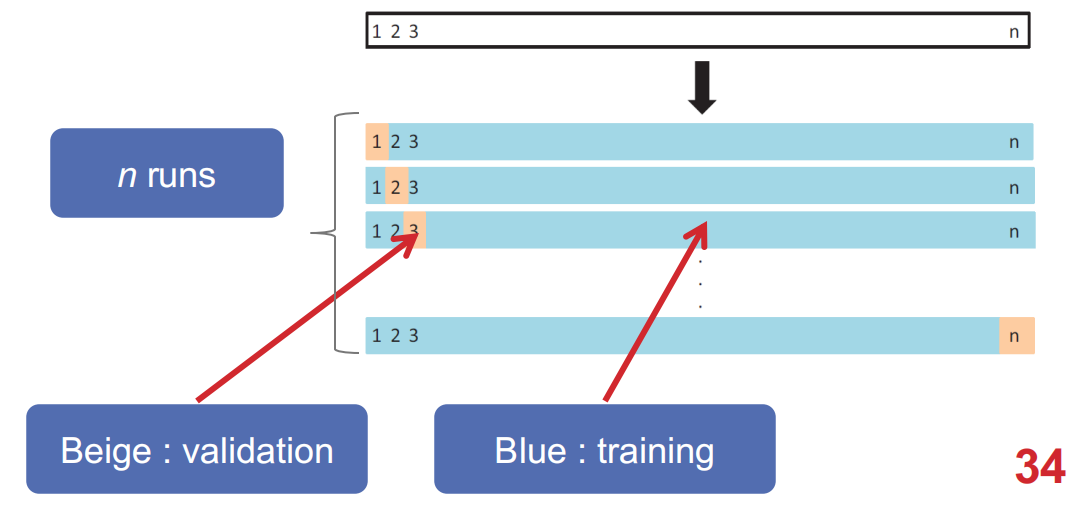 1 2 3 n
n runs
1 2 3 n
1 2 3 n
1 2 3 n
.
.
.
1 2 3 n
Beige : validation
Blue : training
34